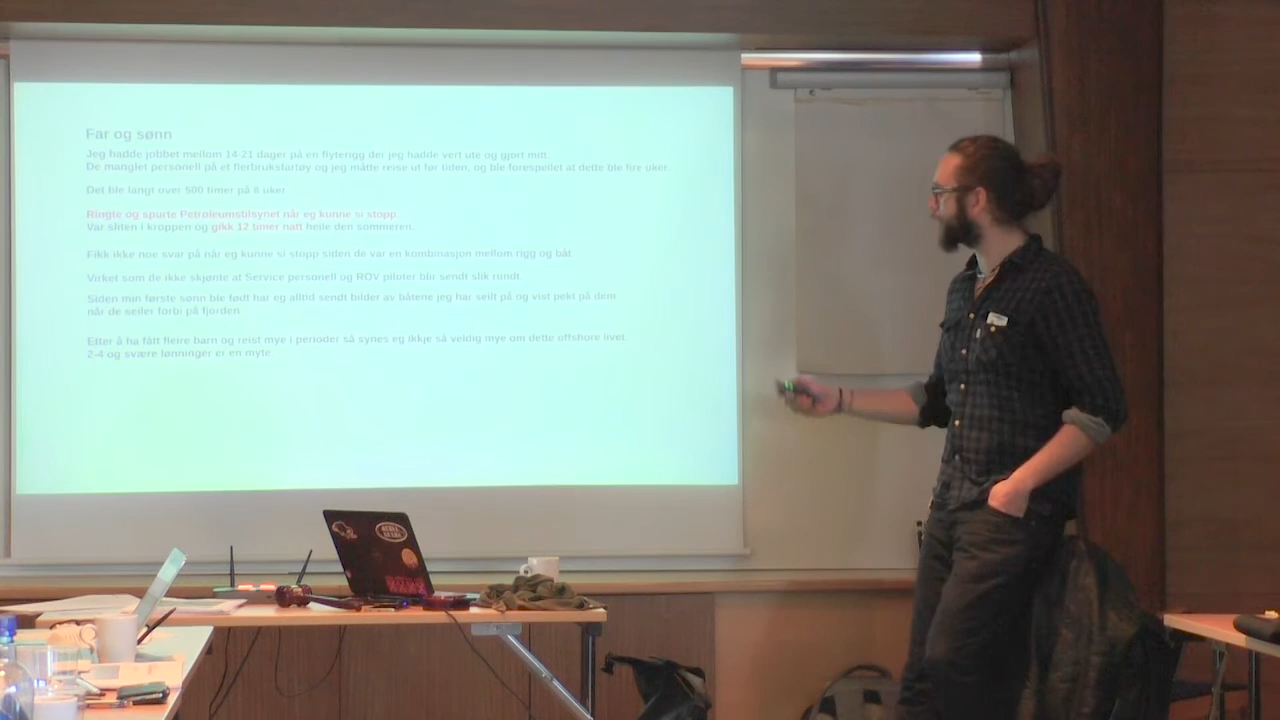 Far og sønn
Jeg hadde jobbet mellom 14-21 dager på en flyterigg der jeg hadde vert ute og gjort mitt.
De manglet personell på et flerbruksfartøy og jeg måtte reise ut før tiden, og ble forespeilet at dette ble fire uker.
Det ble langt over 500 timer på 8 uker
Ringte og spurte Petroleumstilsynet når eg kunne si stopp.
Var sliten i kroppen og gikk 12 timer natt heile den sommeren.
Fikk ikke noe svar på når eg kunne si stopp siden de var en kombinasjon mellom rigg og båt.
Virket som de ikke skjønte at Service personell og ROV piloter blir sendt slik rundt.
Siden min første sønn ble født har eg alltid sendt bilder av båtene jeg har seilt på og vist pekt på dem
når de seiler forbi på fjorden.
Etter å ha fått fleire barn og reist mye i perioder så synes eg ikkje så veldig mye om dette offshore livet.
2-4 og svære lønninger er en myte.